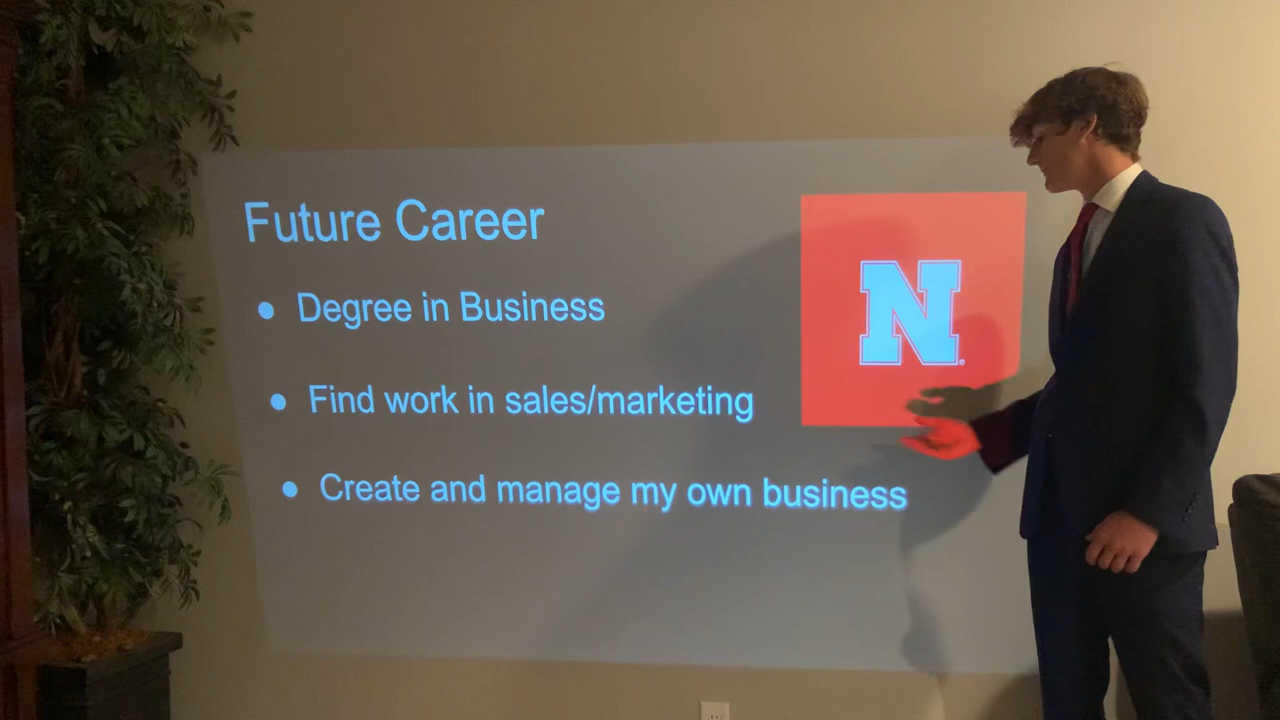 Future Career
● Degree in Business
● Find work in sales/marketing
● Create and manage my own business
N